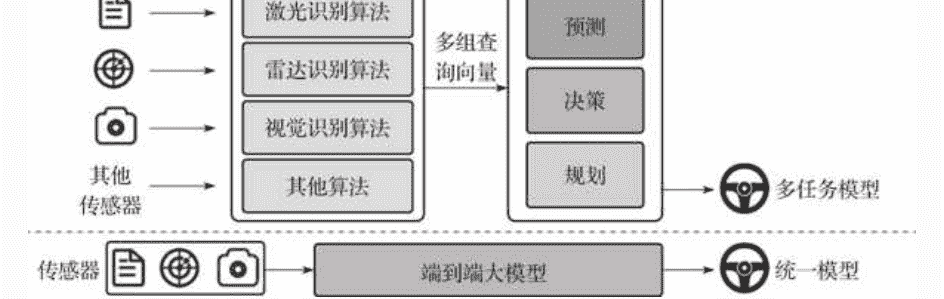 激光识别算法
雷达识别算法
视觉识别算法
其他算法
其他
传感器
多组查
询向量
预测
决策
规划
多任务模型
传感器
端到端大模型
统一模型